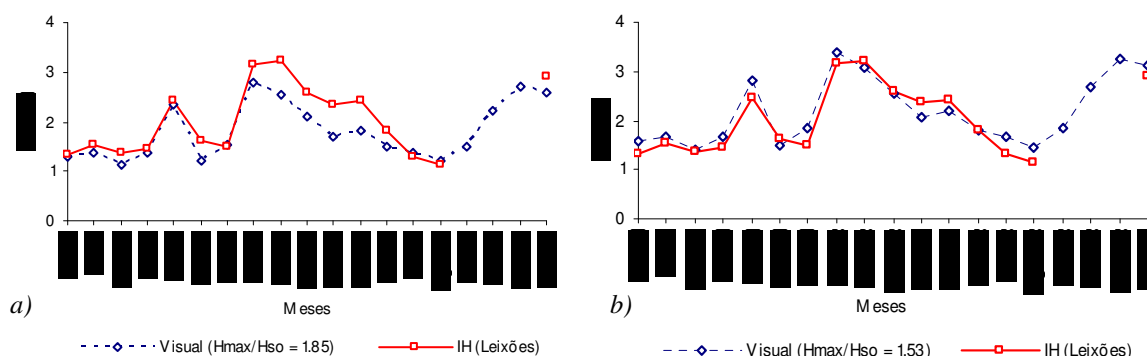 4
3
2
1
0
Meses
a)
Visual (Hmax/Hso = 1.85)
IH (Leixões)
4
3
2
1
0
Meses
b)
Visual (Hmax/Hso = 1.53)
IH (Leixões)